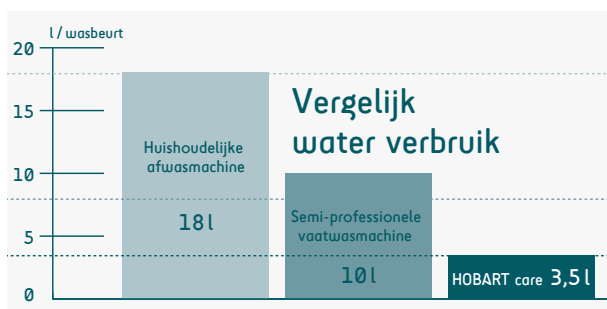 l / wasbeurt
20
15
10
5
0
Vergelijk
water verbruik
Huishoudelijke
afwasmachine
18l
Semi-professionele
vaatwasmachine
10l
HOBART care 3,5l